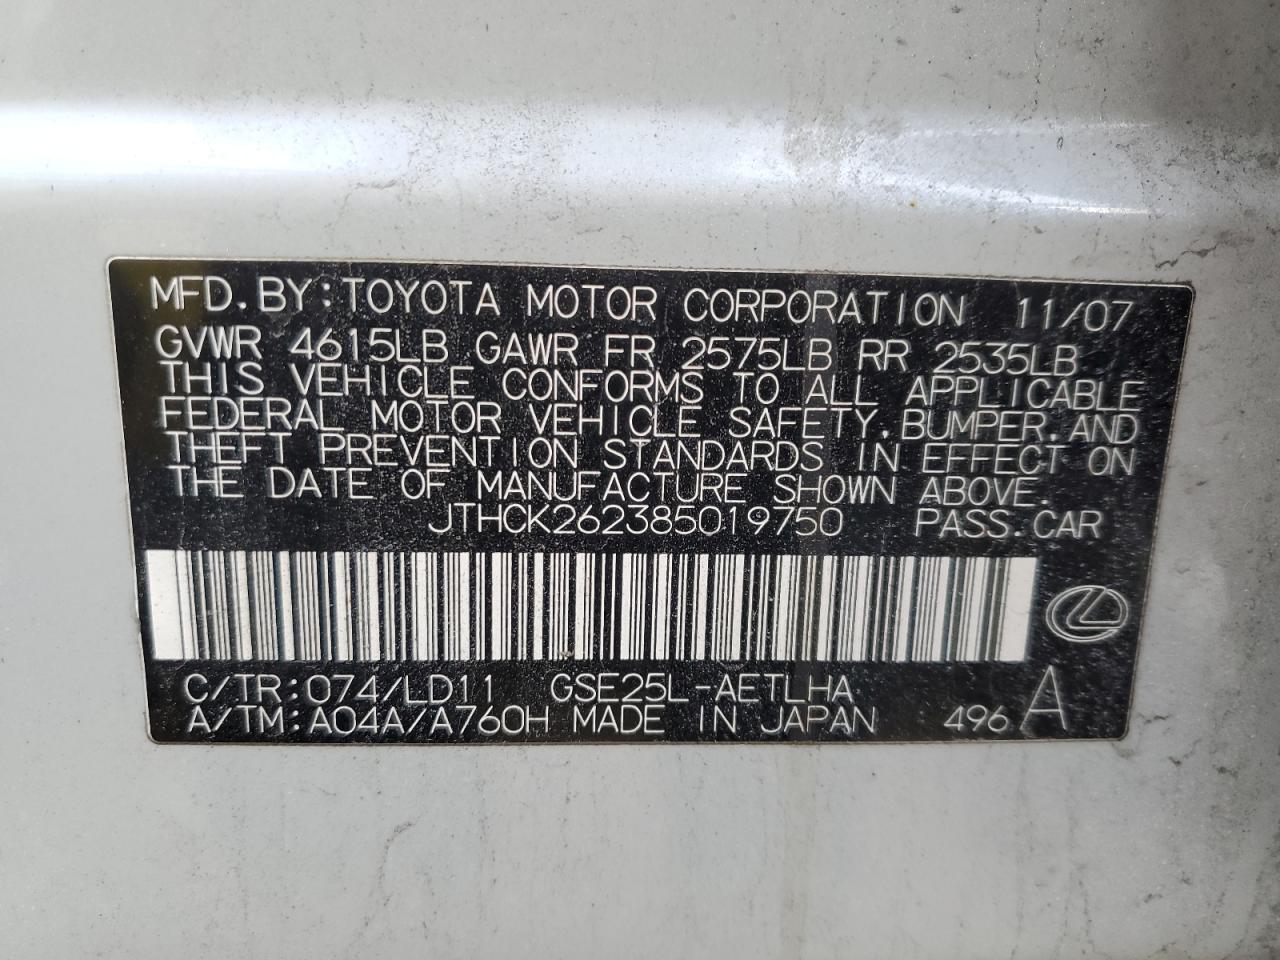 MFD. BY: TOYOTA MOTOR CORPORATION 11/07
GVWR 4615LB GAWR FR 2575LB RR 2535LB
THIS VEHICLE CONFORMS TO ALL APPLICABLE
FEDERAL MOTOR VEHICLE SAFETY, BUMPER, AND
THEFT PREVENTION STANDARDS IN EFFECT ON
THE DATE OF MANUFACTURE SHOWN ABOVE.
JTHCK262385019750 PASS. CAR
C/TR: 074/LD11 GSE25L-AETLHA
A/TM: A04A/A760H MADE IN JAPAN 496 A